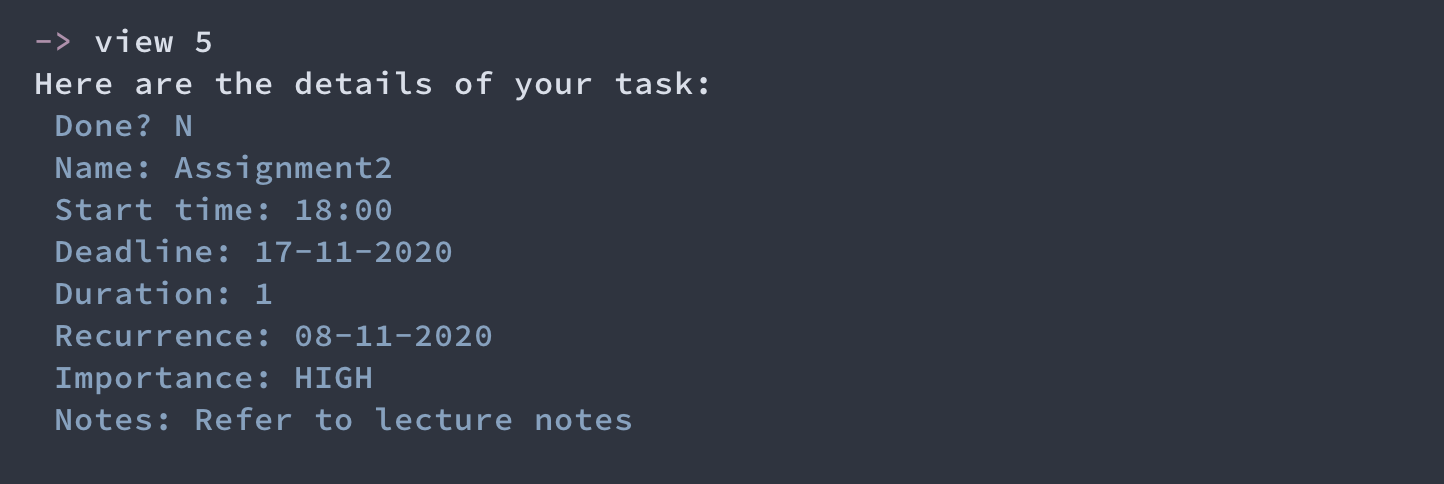 -> view 5
Here are the details of your task:
Done? N
Name: Assignment2
Start time: 18:00
Deadline: 17-11-2020
Duration: 1
Recurrence: 08-11-2020
Importance: HIGH
Notes: Refer to lecture notes